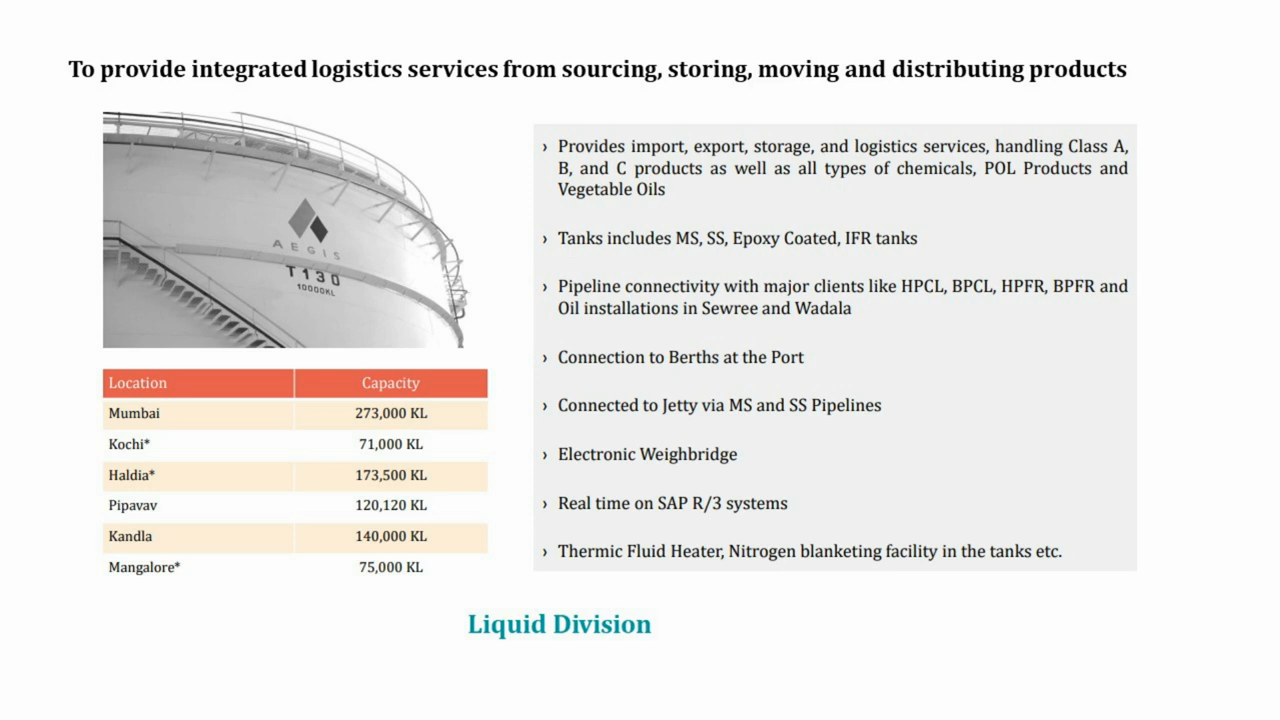 To provide integrated logistics services from sourcing, storing, moving and distributing products
AEGIS
T130
10000KL
Location Capacity
Mumbai 273,000 KL
Kochi* 71,000 KL
Haldia* 173,500 KL
Pipavav 120,120 KL
Kandla 140,000 KL
Mangalore* 75,000 KL
› Provides import, export, storage, and logistics services, handling Class A,
B, and C products as well as all types of chemicals, POL Products and
Vegetable Oils
› Tanks includes MS, SS, Epoxy Coated, IFR tanks
› Pipeline connectivity with major clients like HPCL, BPCL, HPFR, BPFR and
Oil installations in Sewree and Wadala
› Connection to Berths at the Port
› Connected to Jetty via MS and SS Pipelines
› Electronic Weighbridge
› Real time on SAP R/3 systems
› Thermic Fluid Heater, Nitrogen blanketing facility in the tanks etc.
Liquid Division